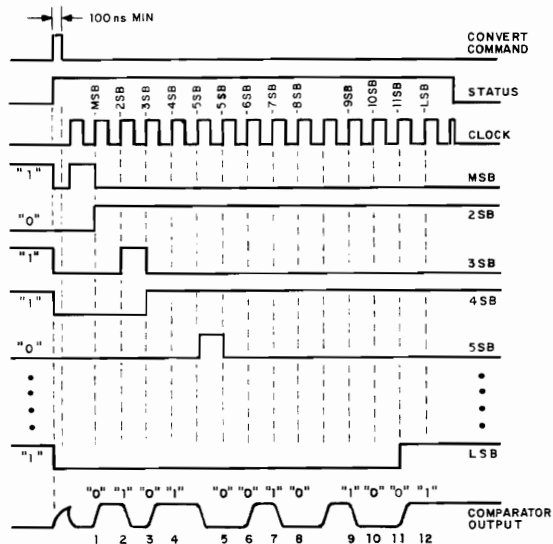 100 ns MIN
CONVERT
COMMAND
STATUS
-MSB -2SB -3SB -4SB -5SB -5SB -6SB -7SB -8SB -9SB -10SB -11SB -LSB
CLOCK
"1" MSB
"0" 2SB
"1" 3SB
"1" 4SB
"0" 5SB
"1" LSB
"0" "1" "0" "1" "0" "0" "1" "0" "1" "0" "0" "1"
COMPARATOR
OUTPUT
1 2 3 4 5 6 7 8 9 10 11 12